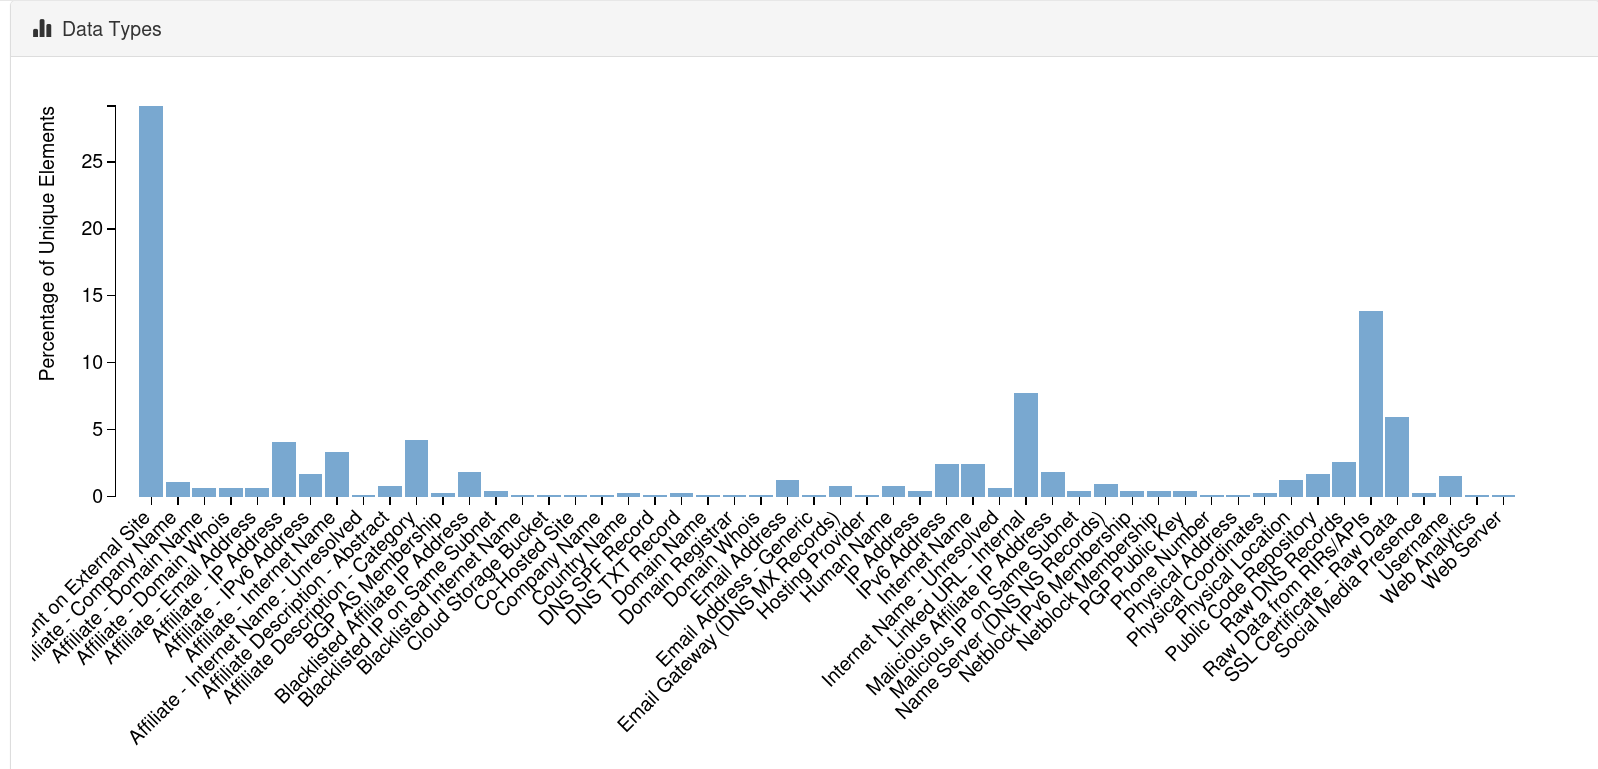 Data Types
Percentage of Unique Elements
25
20
15
10
5
0
nt on External Site
liate - Company Name
Affiliate - Domain Name
Affiliate - Domain Whois
Affiliate - Email Address
Affiliate - IP Address
Affiliate - IPv6 Address
Affiliate - Internet Name
Affiliate - Internet Name - Unresolved
Affiliate Description - Abstract
Affiliate Description - Category
BGP AS Membership
Blacklisted Affiliate IP Address
Blacklisted IP on Same Subnet
Blacklisted Internet Name
Cloud Storage Bucket
Co-Hosted Site
Company Name
Country Name
DNS SPF Record
DNS TXT Record
Domain Name
Domain Registrar
Domain Whois
Email Address
Email Address - Generic
Email Gateway (DNS MX Records)
Hosting Provider
Human Name
IP Address
IPv6 Address
Internet Name
Internet Name - Unresolved
Linked URL - Internal
Malicious Affiliate IP Address
Malicious IP on Same Subnet
Name Server (DNS NS Records)
Netblock IPv6 Membership
Netblock Membership
PGP Public Key
Phone Number
Physical Address
Physical Coordinates
Physical Location
Public Code Repository
Raw DNS Records
Raw Data from RIRs/APIs
SSL Certificate - Raw Data
Social Media Presence
Username
Web Analytics
Web Server